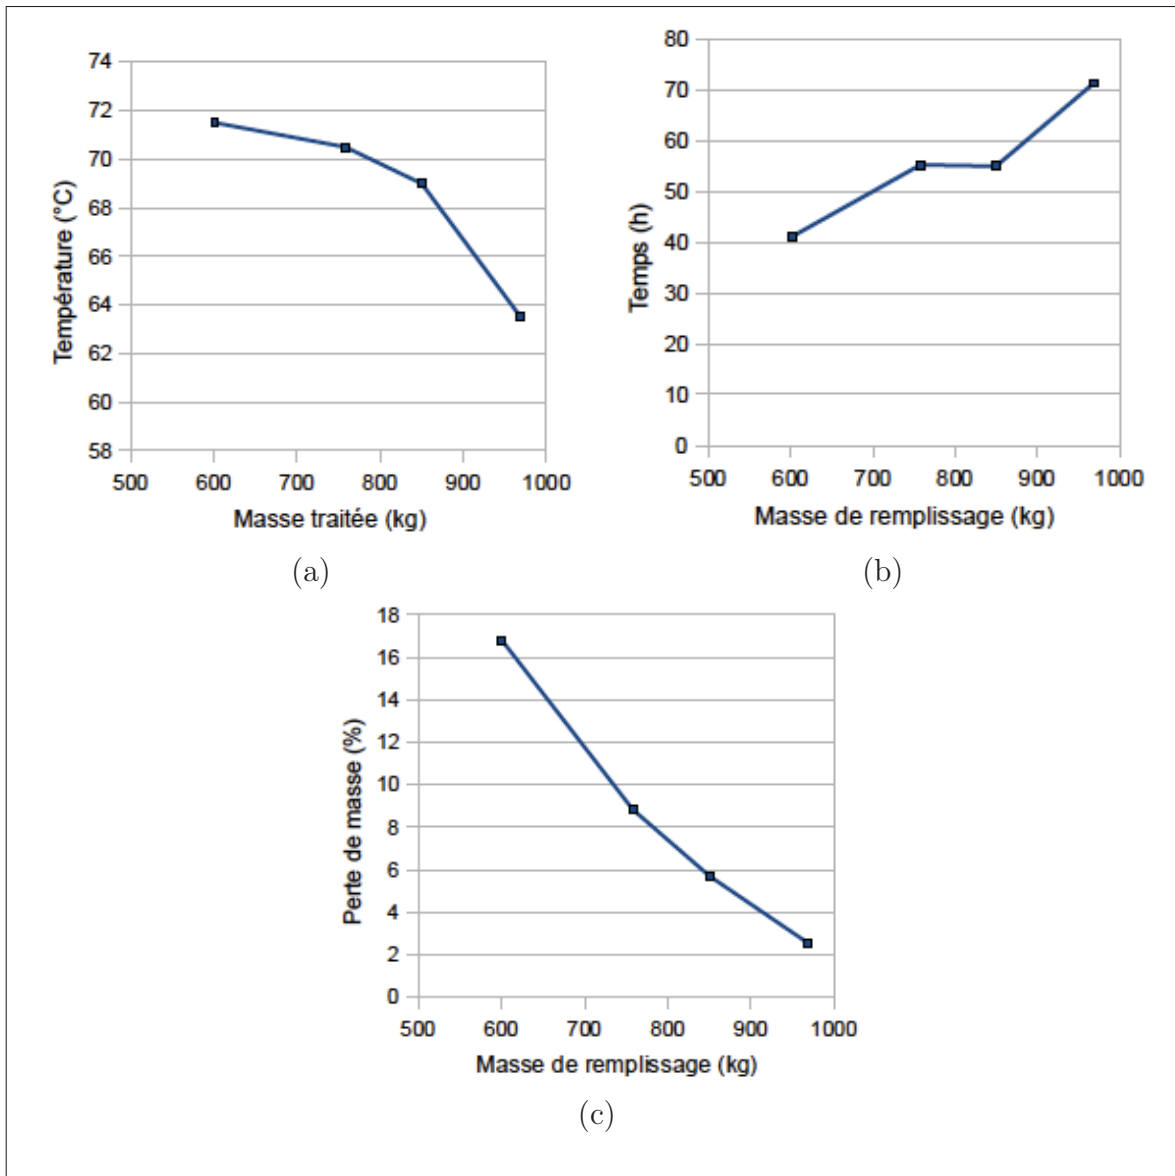 74
72
70
68
66
64
62
60
58
500 600 700 800 900 1000
Température (°C)
Masse traitée (kg)
(a)
80
70
60
50
40
30
20
10
0
500 600 700 800 900 1000
Temps (h)
Masse de remplissage (kg)
(b)
18
16
14
12
10
8
6
4
2
0
500 600 700 800 900 1000
Perte de masse (%)
Masse de remplissage (kg)
(c)